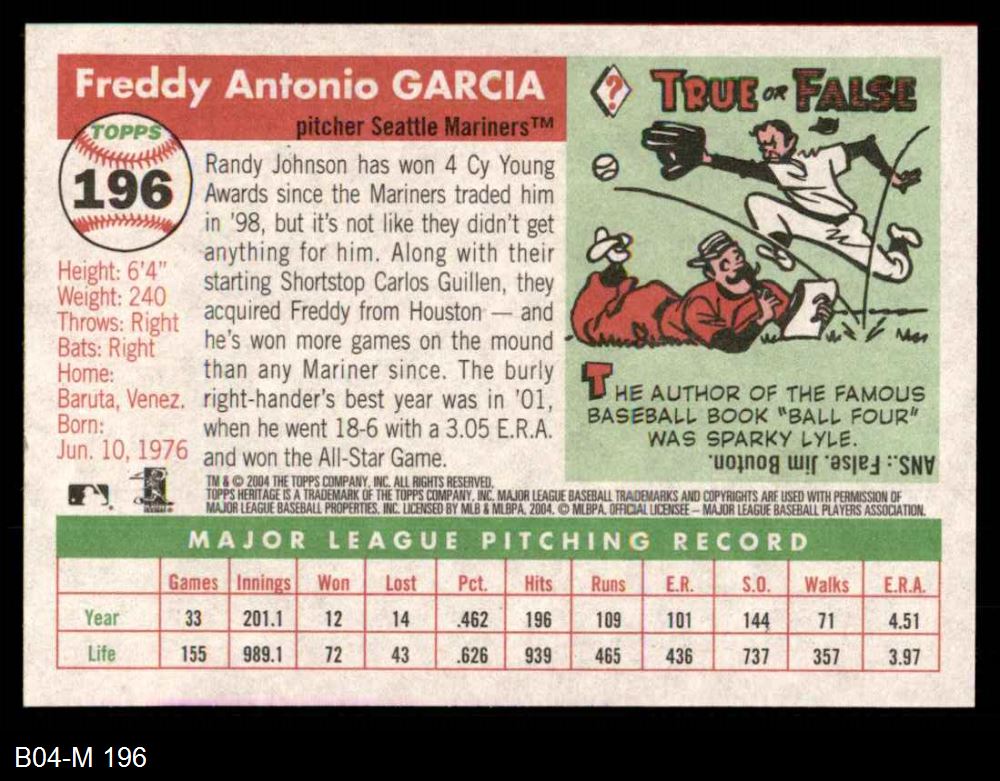 Freddy Antonio GARCIA
pitcher Seattle Mariners™
TOPPS
196
Height: 6'4"
Weight: 240
Throws: Right
Bats: Right
Home:
Baruta, Venez.
Born:
Jun. 10, 1976
Randy Johnson has won 4 Cy Young
Awards since the Mariners traded him
in '98, but it's not like they didn't get
anything for him. Along with their
starting Shortstop Carlos Guillen, they
acquired Freddy from Houston — and
he's won more games on the mound
than any Mariner since. The burly
right-hander's best year was in '01,
when he went 18-6 with a 3.05 E.R.A.
and won the All-Star Game.
?
TRUE OR FALSE
THE AUTHOR OF THE FAMOUS
BASEBALL BOOK "BALL FOUR"
WAS SPARKY LYLE.
ANS.: False. Jim Bouton.
TM & © 2004 THE TOPPS COMPANY, INC. ALL RIGHTS RESERVED.
TOPPS HERITAGE IS A TRADEMARK OF THE TOPPS COMPANY, INC. MAJOR LEAGUE BASEBALL TRADEMARKS AND COPYRIGHTS ARE USED WITH PERMISSION OF
MAJOR LEAGUE BASEBALL PROPERTIES, INC. LICENSED BY MLB & MLBPA, 2004. © MLBPA. OFFICIAL LICENSEE – MAJOR LEAGUE BASEBALL PLAYERS ASSOCIATION.
MAJOR LEAGUE PITCHING RECORD
Games Innings Won Lost Pct. Hits Runs E.R. S.O. Walks E.R.A.
Year 33 201.1 12 14 .462 196 109 101 144 71 4.51
Life 155 989.1 72 43 .626 939 465 436 737 357 3.97
B04-M 196